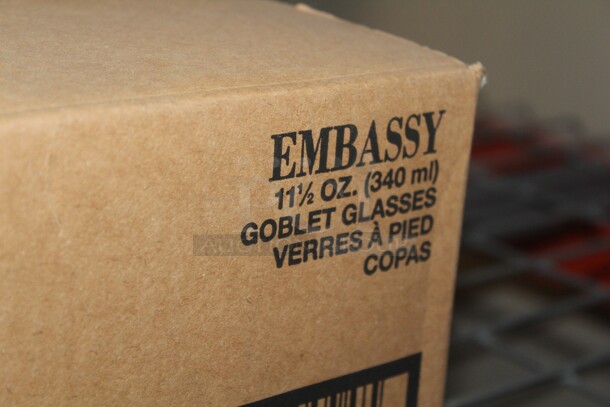 EMBASSY
11½ OZ. (340 ml)
GOBLET GLASSES
VERRES À PIED
COPAS